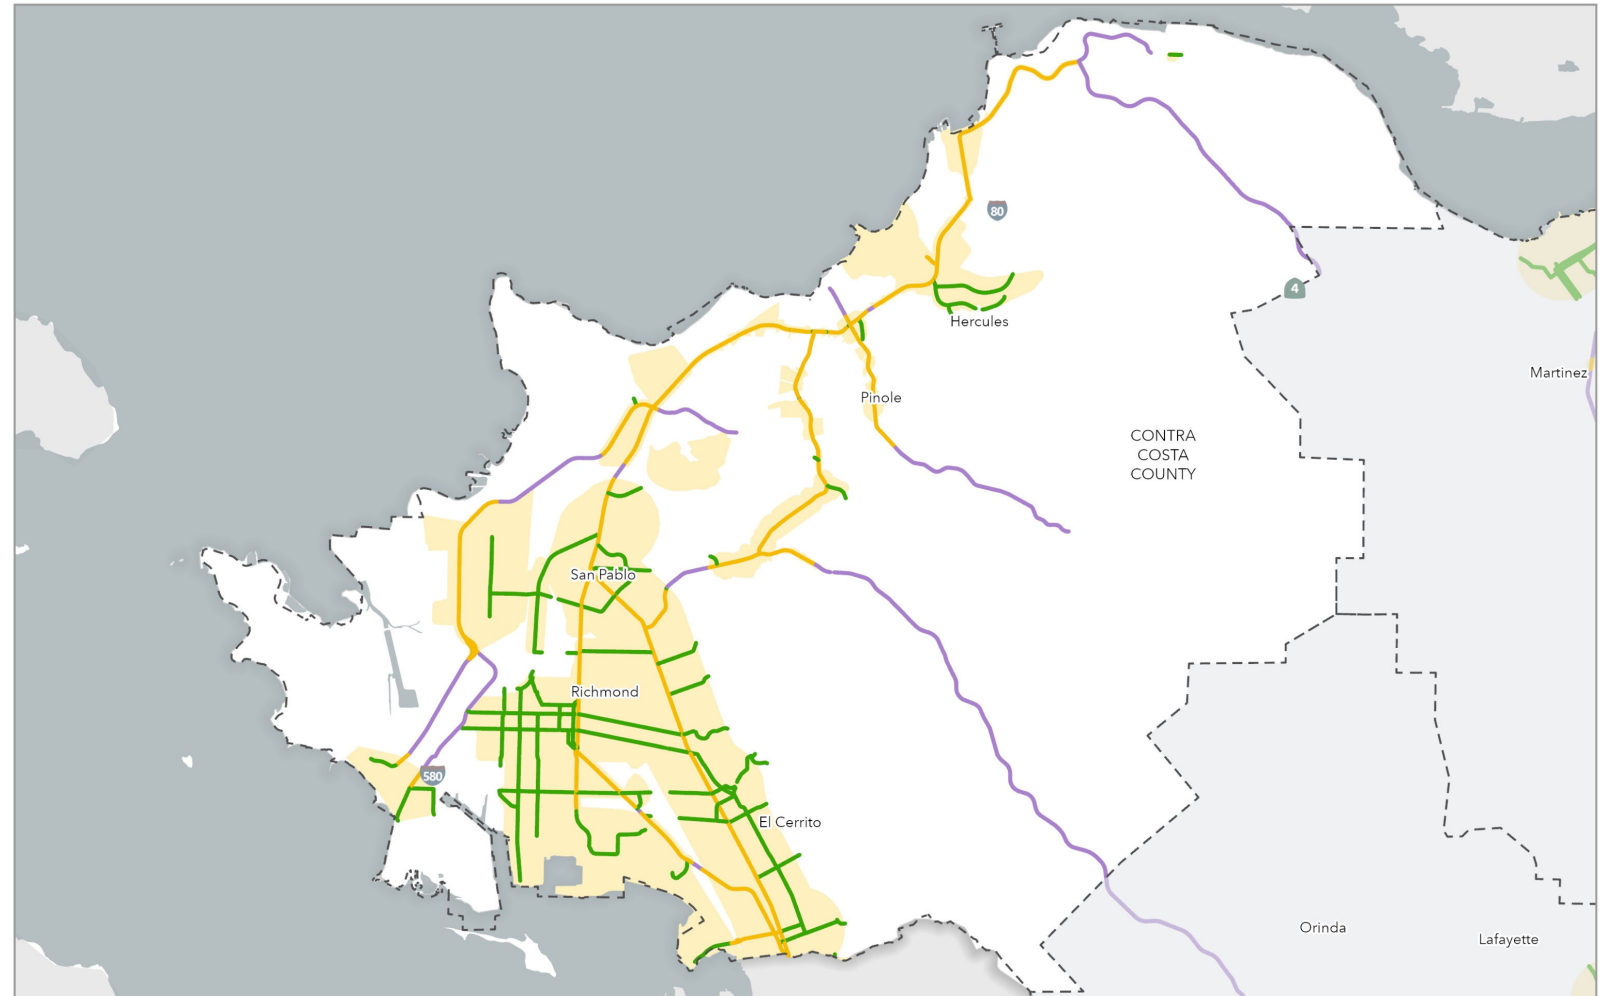 80
4
Hercules
Martinez
Pinole
CONTRA
COSTA
COUNTY
San Pablo
Richmond
580
El Cerrito
Orinda
Lafayette